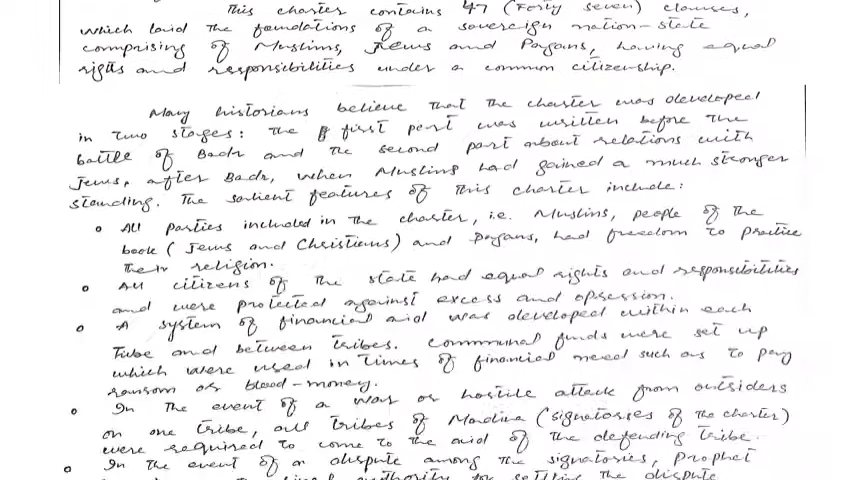 This charter contains 47 (Forty seven) clauses,
which laid the foundations of a sovereign nation-state
comprising of Muslims, Jews and Pagans, having equal
rights and responsibilities under a common citizenship.
Many historians believe that the charter was developed
in two stages: the first part was written before the
battle of Badr and the second part about relations with
Jews, after Badr, when Muslims had gained a much stronger
standing. The salient features of this charter include:
• All parties included in the charter, i.e. Muslims, people of the
book (Jews and Christians) and Pagans, had freedom to practice
their religion.
• All citizens of the state had equal rights and responsibilities
and were protected against excess and opression.
• A system of financial aid was developed within each
Tribe and between tribes. Communal funds were set up
which were used in times of financial need such as to pay
ransom or blood-money.
• In the event of a war or hostile attack from outsiders
on one tribe, all tribes of Madina (signatories of the charter)
were required to come to the aid of the defending tribe.
• In the event of a dispute among the signatories, Prophet
authority for settling the dispute